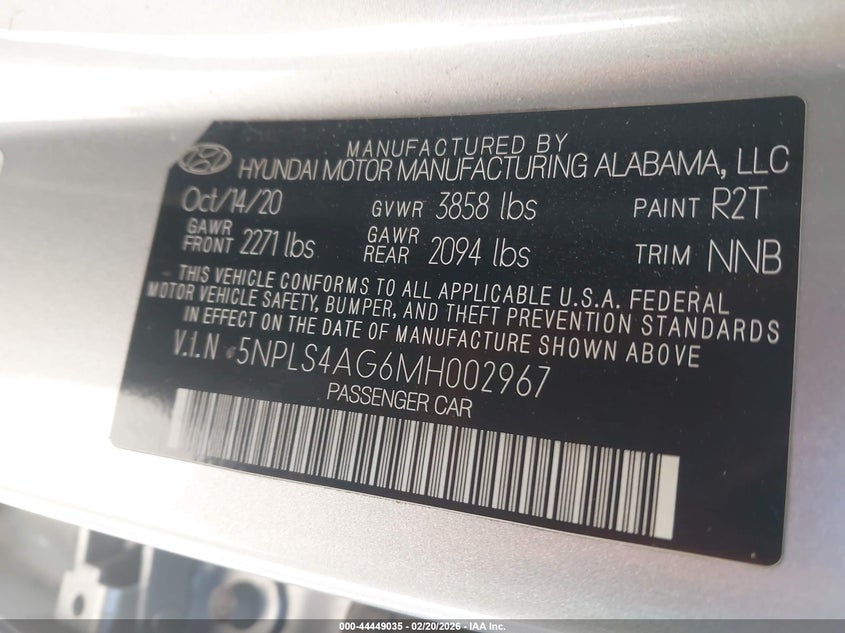 MANUFACTURED BY
HYUNDAI MOTOR MANUFACTURING ALABAMA, LLC
Oct/14/20 GVWR 3858 lbs PAINT R2T
GAWR FRONT 2271 lbs GAWR REAR 2094 lbs TRIM NNB
THIS VEHICLE CONFORMS TO ALL APPLICABLE U.S.A. FEDERAL
MOTOR VEHICLE SAFETY, BUMPER, AND THEFT PREVENTION STANDARDS
IN EFFECT ON THE DATE OF MANUFACTURE SHOWN ABOVE
V.I.N 5NPLS4AG6MH002967
PASSENGER CAR
000-44449035 - 02/20/2026 - IAA Inc.